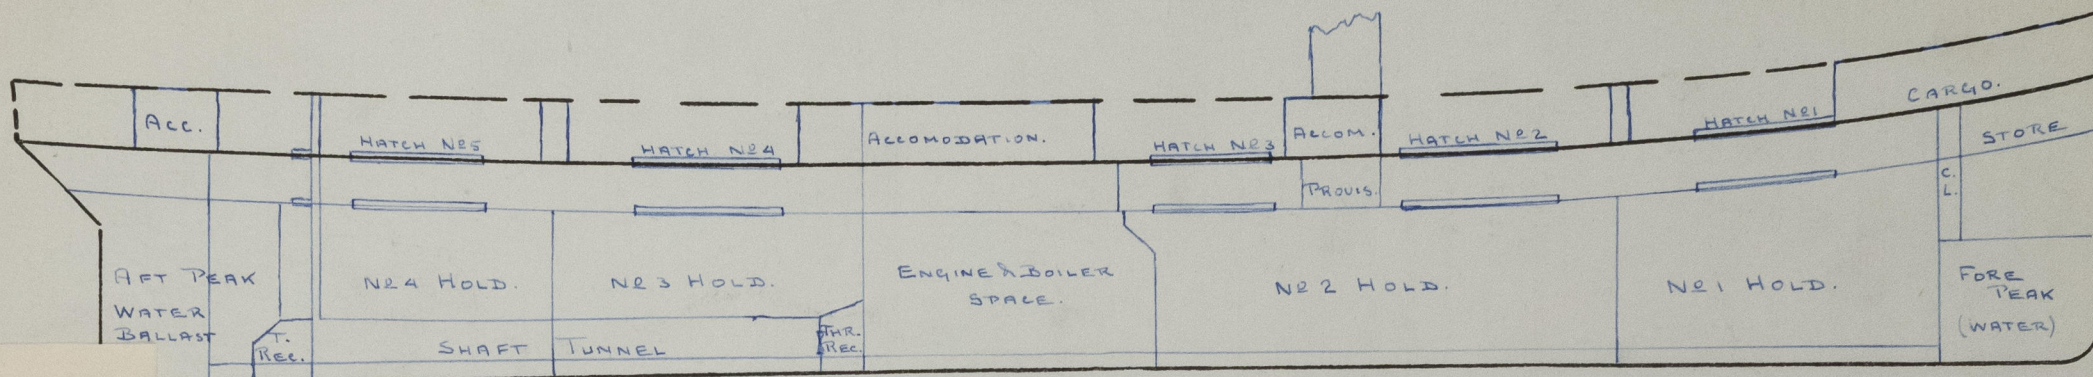 ACC.
HATCH Nº5
HATCH Nº4
ACCOMODATION.
HATCH Nº3
ACCOM.
HATCH Nº2
HATCH Nº1
CARGO.
STORE
PROVIS.
C.
L.
AFT PEAK
WATER
BALLAST
T.
REC.
Nº4 HOLD.
Nº3 HOLD.
SHAFT TUNNEL
THR.
REC.
ENGINE & BOILER
SPACE.
Nº2 HOLD.
Nº1 HOLD.
FORE
PEAK
(WATER)